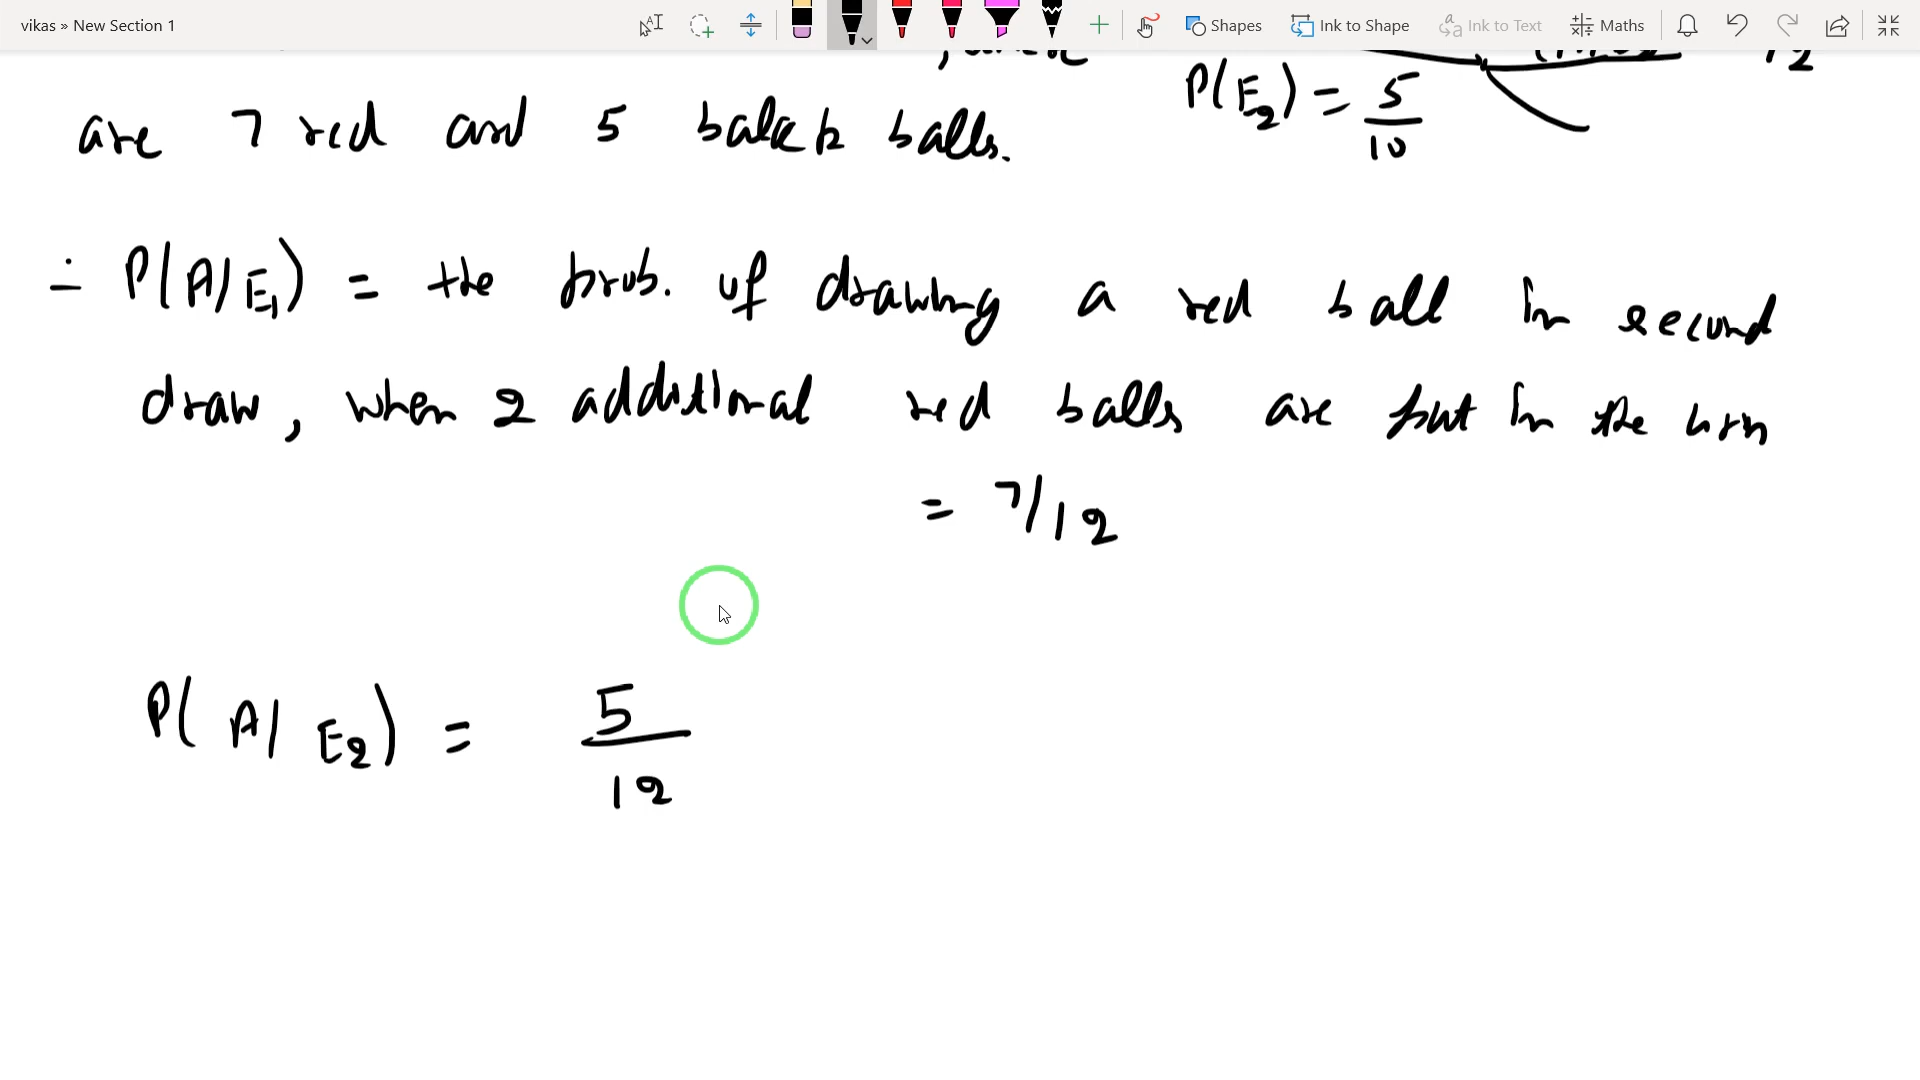 vikas » New Section 1
Shapes Ink to Shape Ink to Text Maths
P(E2) = 5/10
are 7 red and 5 balack balls.
∴ P(A/E1) = the prob. of drawing a red ball in second
draw, when 2 additional red balls are put in the urn
= 7/12
P(A/E2) = 5/12